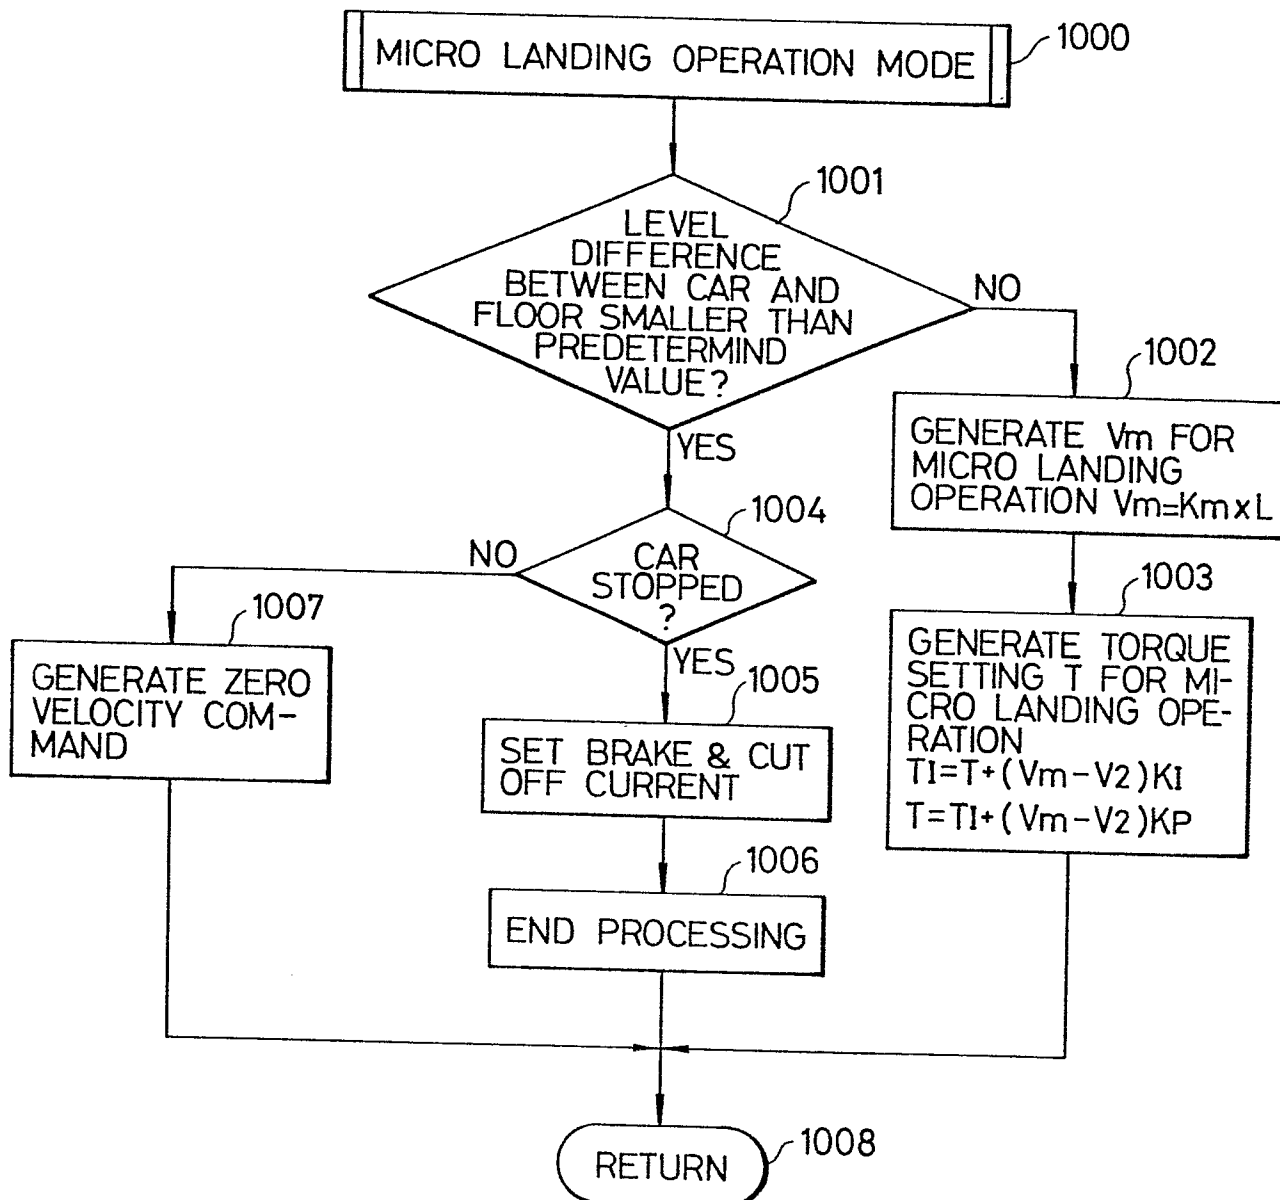 MICRO LANDING OPERATION MODE
1000
1001
LEVEL
DIFFERENCE
BETWEEN CAR AND
FLOOR SMALLER THAN
PREDETERMIND
VALUE?
NO
YES
1002
GENERATE Vm FOR
MICRO LANDING
OPERATION Vm=Km×L
1003
GENERATE TORQUE
SETTING T FOR MI-
CRO LANDING OPE-
RATION
TI=T+(Vm-V2)KI
T=TI+(Vm-V2)KP
1004
CAR
STOPPED
?
NO
YES
1007
GENERATE ZERO
VELOCITY COM-
MAND
1005
SET BRAKE & CUT
OFF CURRENT
1006
END PROCESSING
RETURN
1008